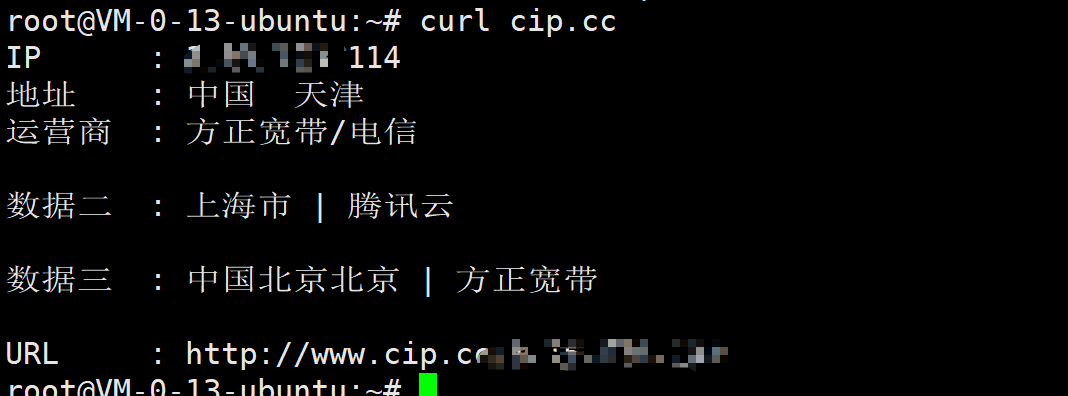 root@VM-0-13-ubuntu:~# curl cip.cc
IP : 114
地址 : 中国 天津
运营商 : 方正宽带/电信
数据二 : 上海市 | 腾讯云
数据三 : 中国北京北京 | 方正宽带
URL : http://www.cip.cc
root@VM-0-13-ubuntu:~#